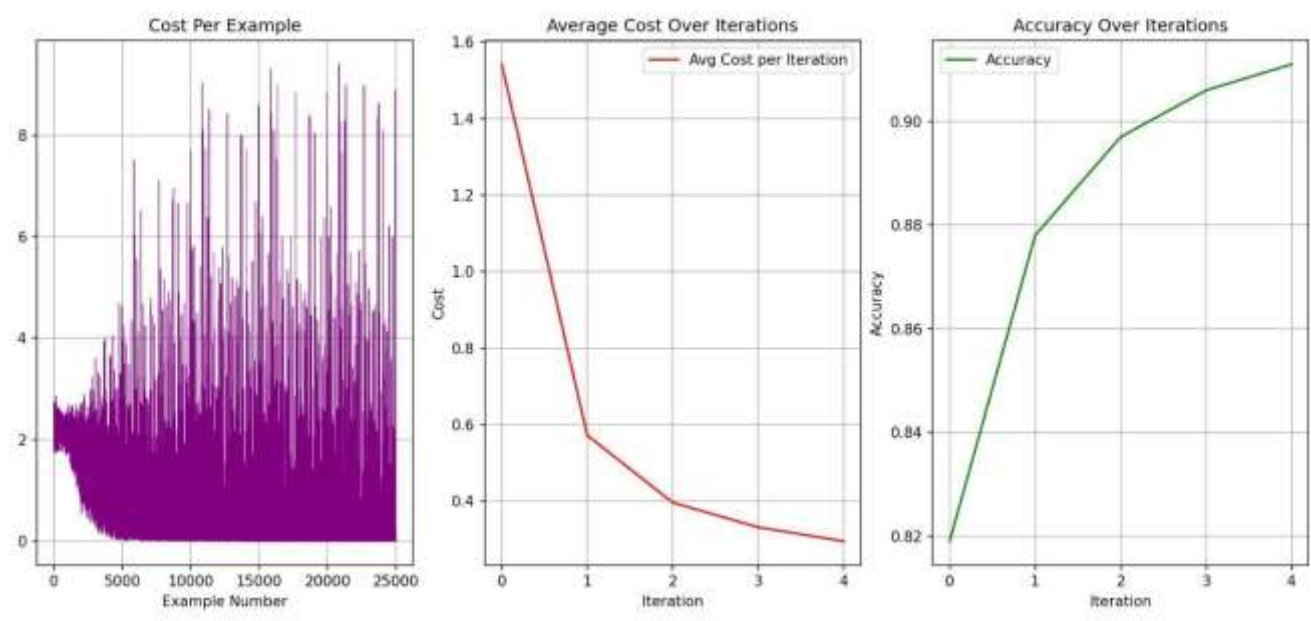 Cost Per Example
8
6
4
2
0
0 5000 10000 15000 20000 25000
Example Number
Average Cost Over Iterations
Avg Cost per Iteration
Cost
1.6
1.4
1.2
1.0
0.8
0.6
0.4
0 1 2 3 4
Iteration
Accuracy Over Iterations
Accuracy
Accuracy
0.90
0.88
0.86
0.84
0.82
0 1 2 3 4
Iteration